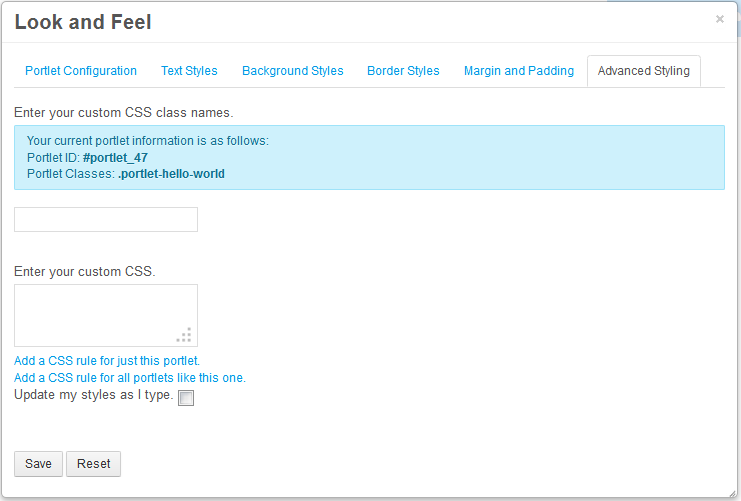 Look and Feel
×
Portlet Configuration Text Styles Background Styles Border Styles Margin and Padding Advanced Styling
Enter your custom CSS class names.
Your current portlet information is as follows:
Portlet ID: #portlet_47
Portlet Classes: .portlet-hello-world
Enter your custom CSS.
Add a CSS rule for just this portlet.
Add a CSS rule for all portlets like this one.
Update my styles as I type.
Save Reset